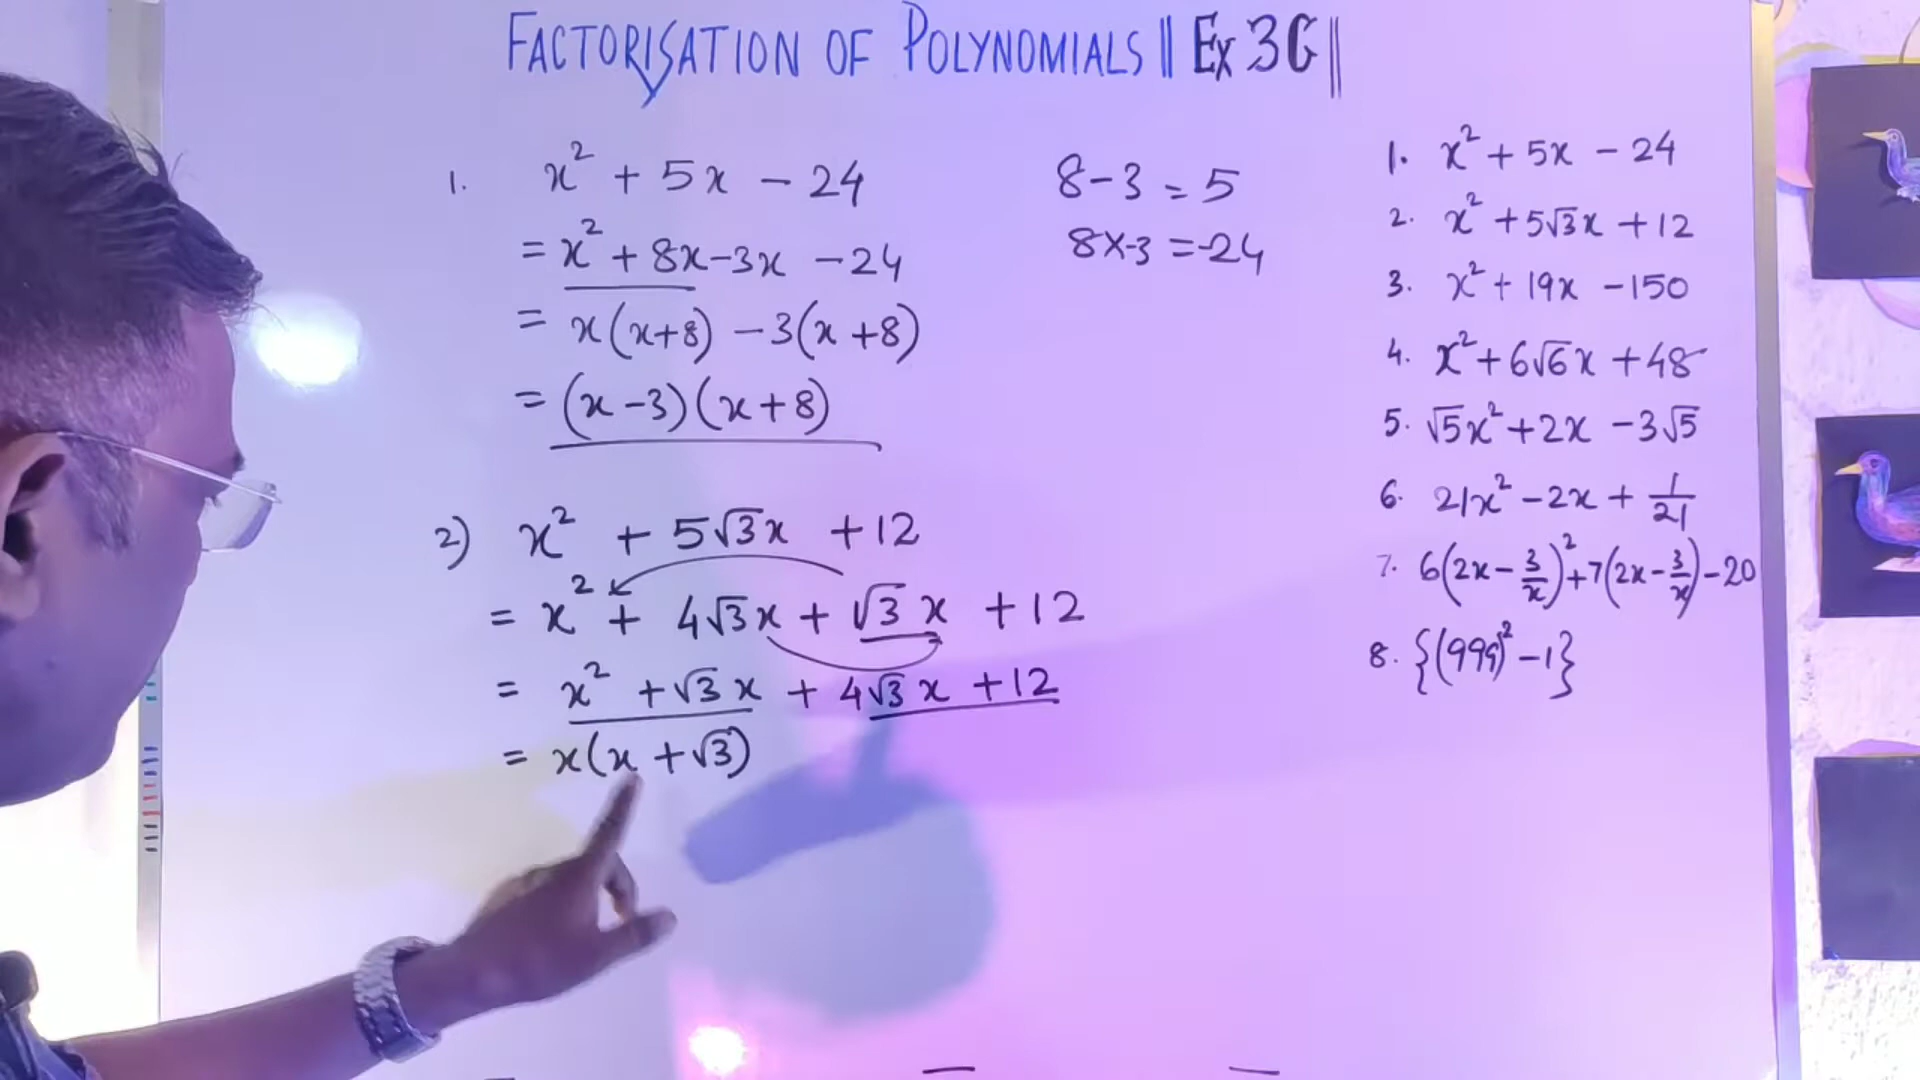 FACTORISATION OF POLYNOMIALS || Ex 3G ||
1. x² + 5x - 24
= x² + 8x - 3x - 24
= x(x+8) - 3(x+8)
= (x-3)(x+8)
8 - 3 = 5
8x-3 = -24
2) x² + 5√3x + 12
= x² + 4√3x + √3x + 12
= x² + √3x + 4√3x + 12
= x(x + √3)
1. x² + 5x - 24
2. x² + 5√3x + 12
3. x² + 19x - 150
4. x² + 6√6x + 48
5. √5x² + 2x - 3√5
6. 21x² - 2x + 1/21
7. 6(2x - 3/x)² + 7(2x - 3/x) - 20
8. {(999)² - 1}